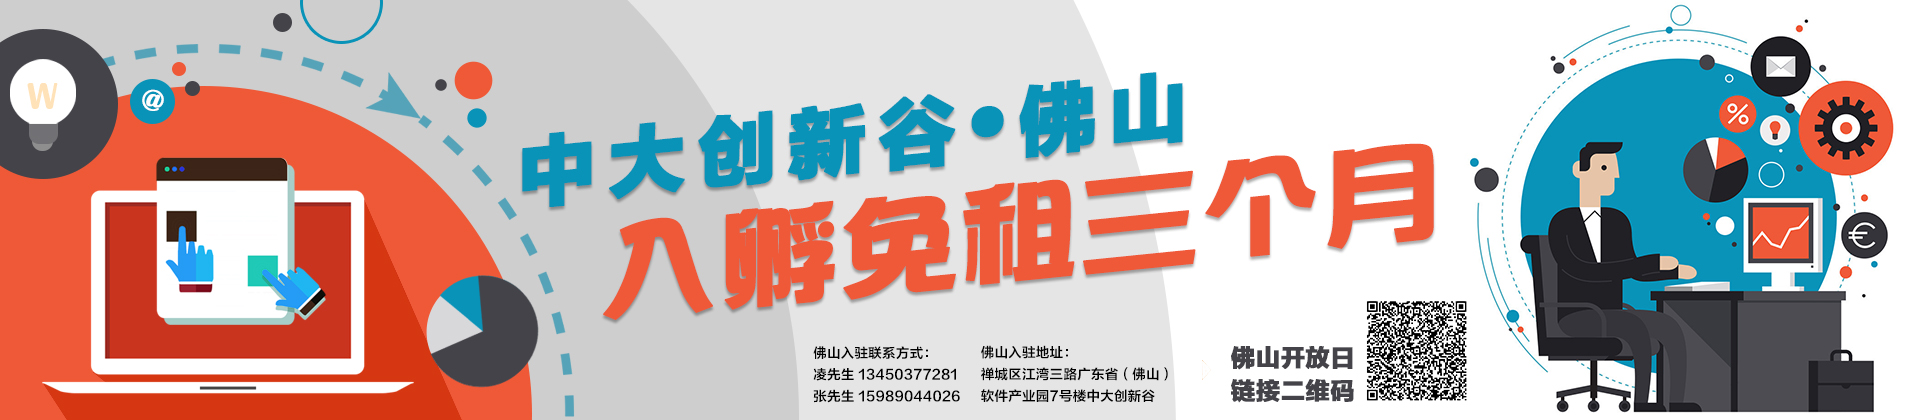 W
@
中大创新谷•佛山
入孵免租三个月
佛山入驻联系方式：
凌先生 13450377281
张先生 15989044026
佛山入驻地址：
禅城区江湾三路广东省（佛山）
软件产业园7号楼中大创新谷
佛山开放日
链接二维码
%
€